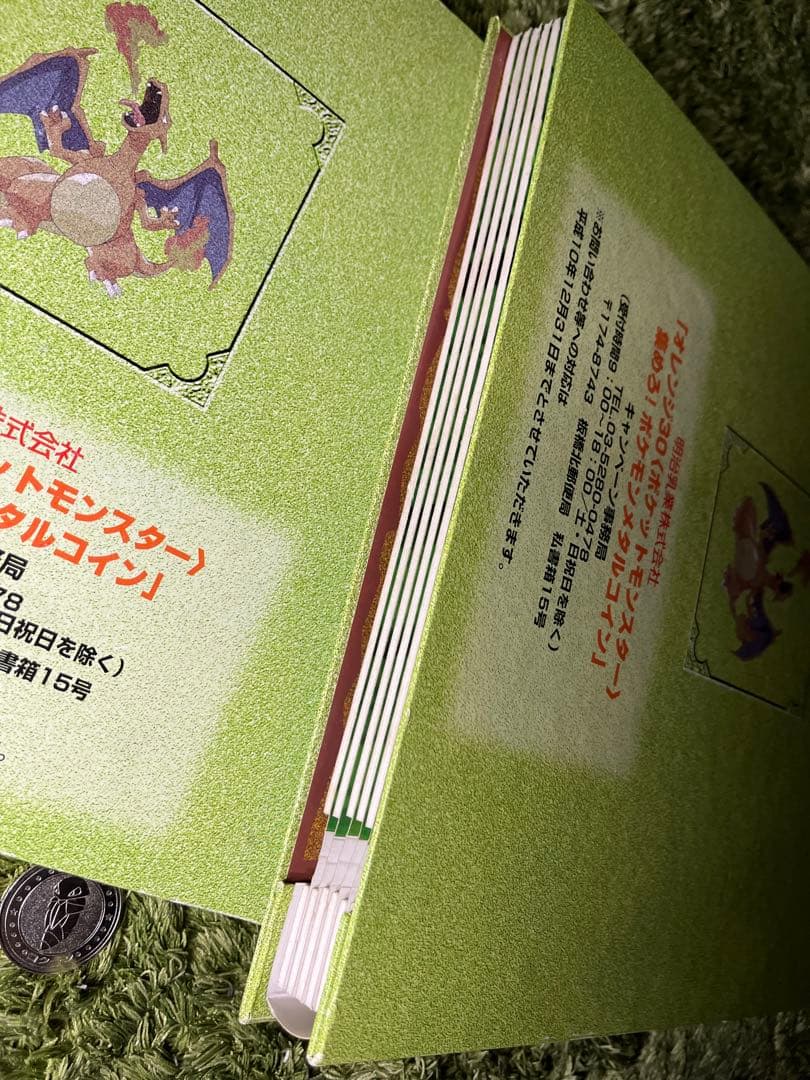 式会社
ットモンスター〉
タルコイン」
局
78
日祝日を除く)
書箱15号
。
明治乳業株式会社
「オレンジ30〈ポケットモンスター〉
集めろ!ポケモンメタルコイン」
キャンペーン事務局
TEL.03-5280-0478
(受付時間9:00~18:00/土・日祝日を除く)
〒174-8743 板橋北郵便局 私書箱15号
※お問い合わせ等への対応は
平成10年12月31日までとさせていただきます。